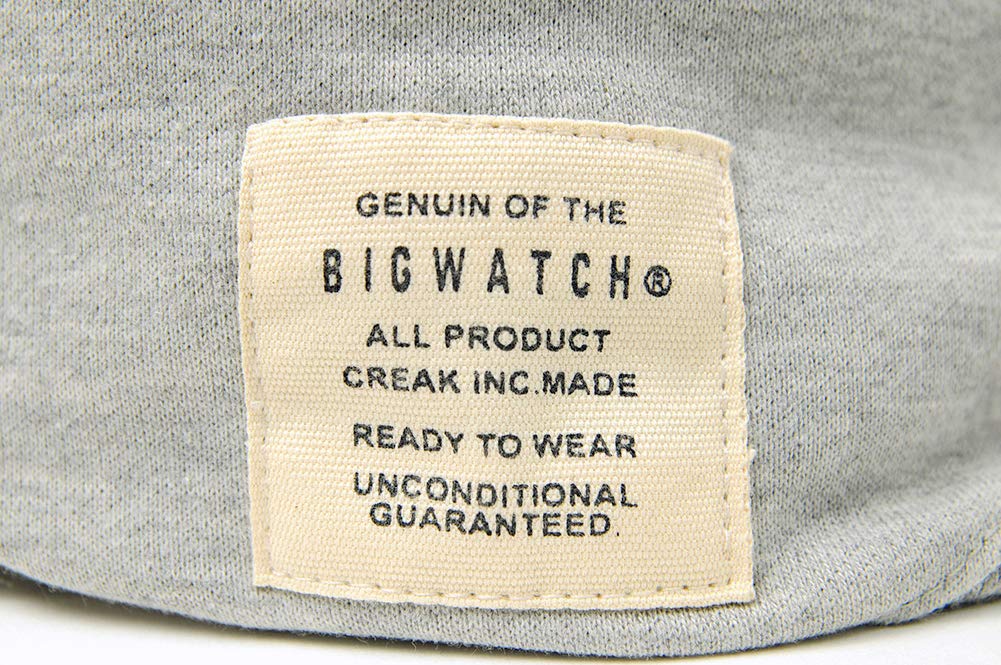 GENUIN OF THE
BIGWATCH®
ALL PRODUCT
CREAK INC.MADE
READY TO WEAR
UNCONDITIONAL
GUARANTEED.